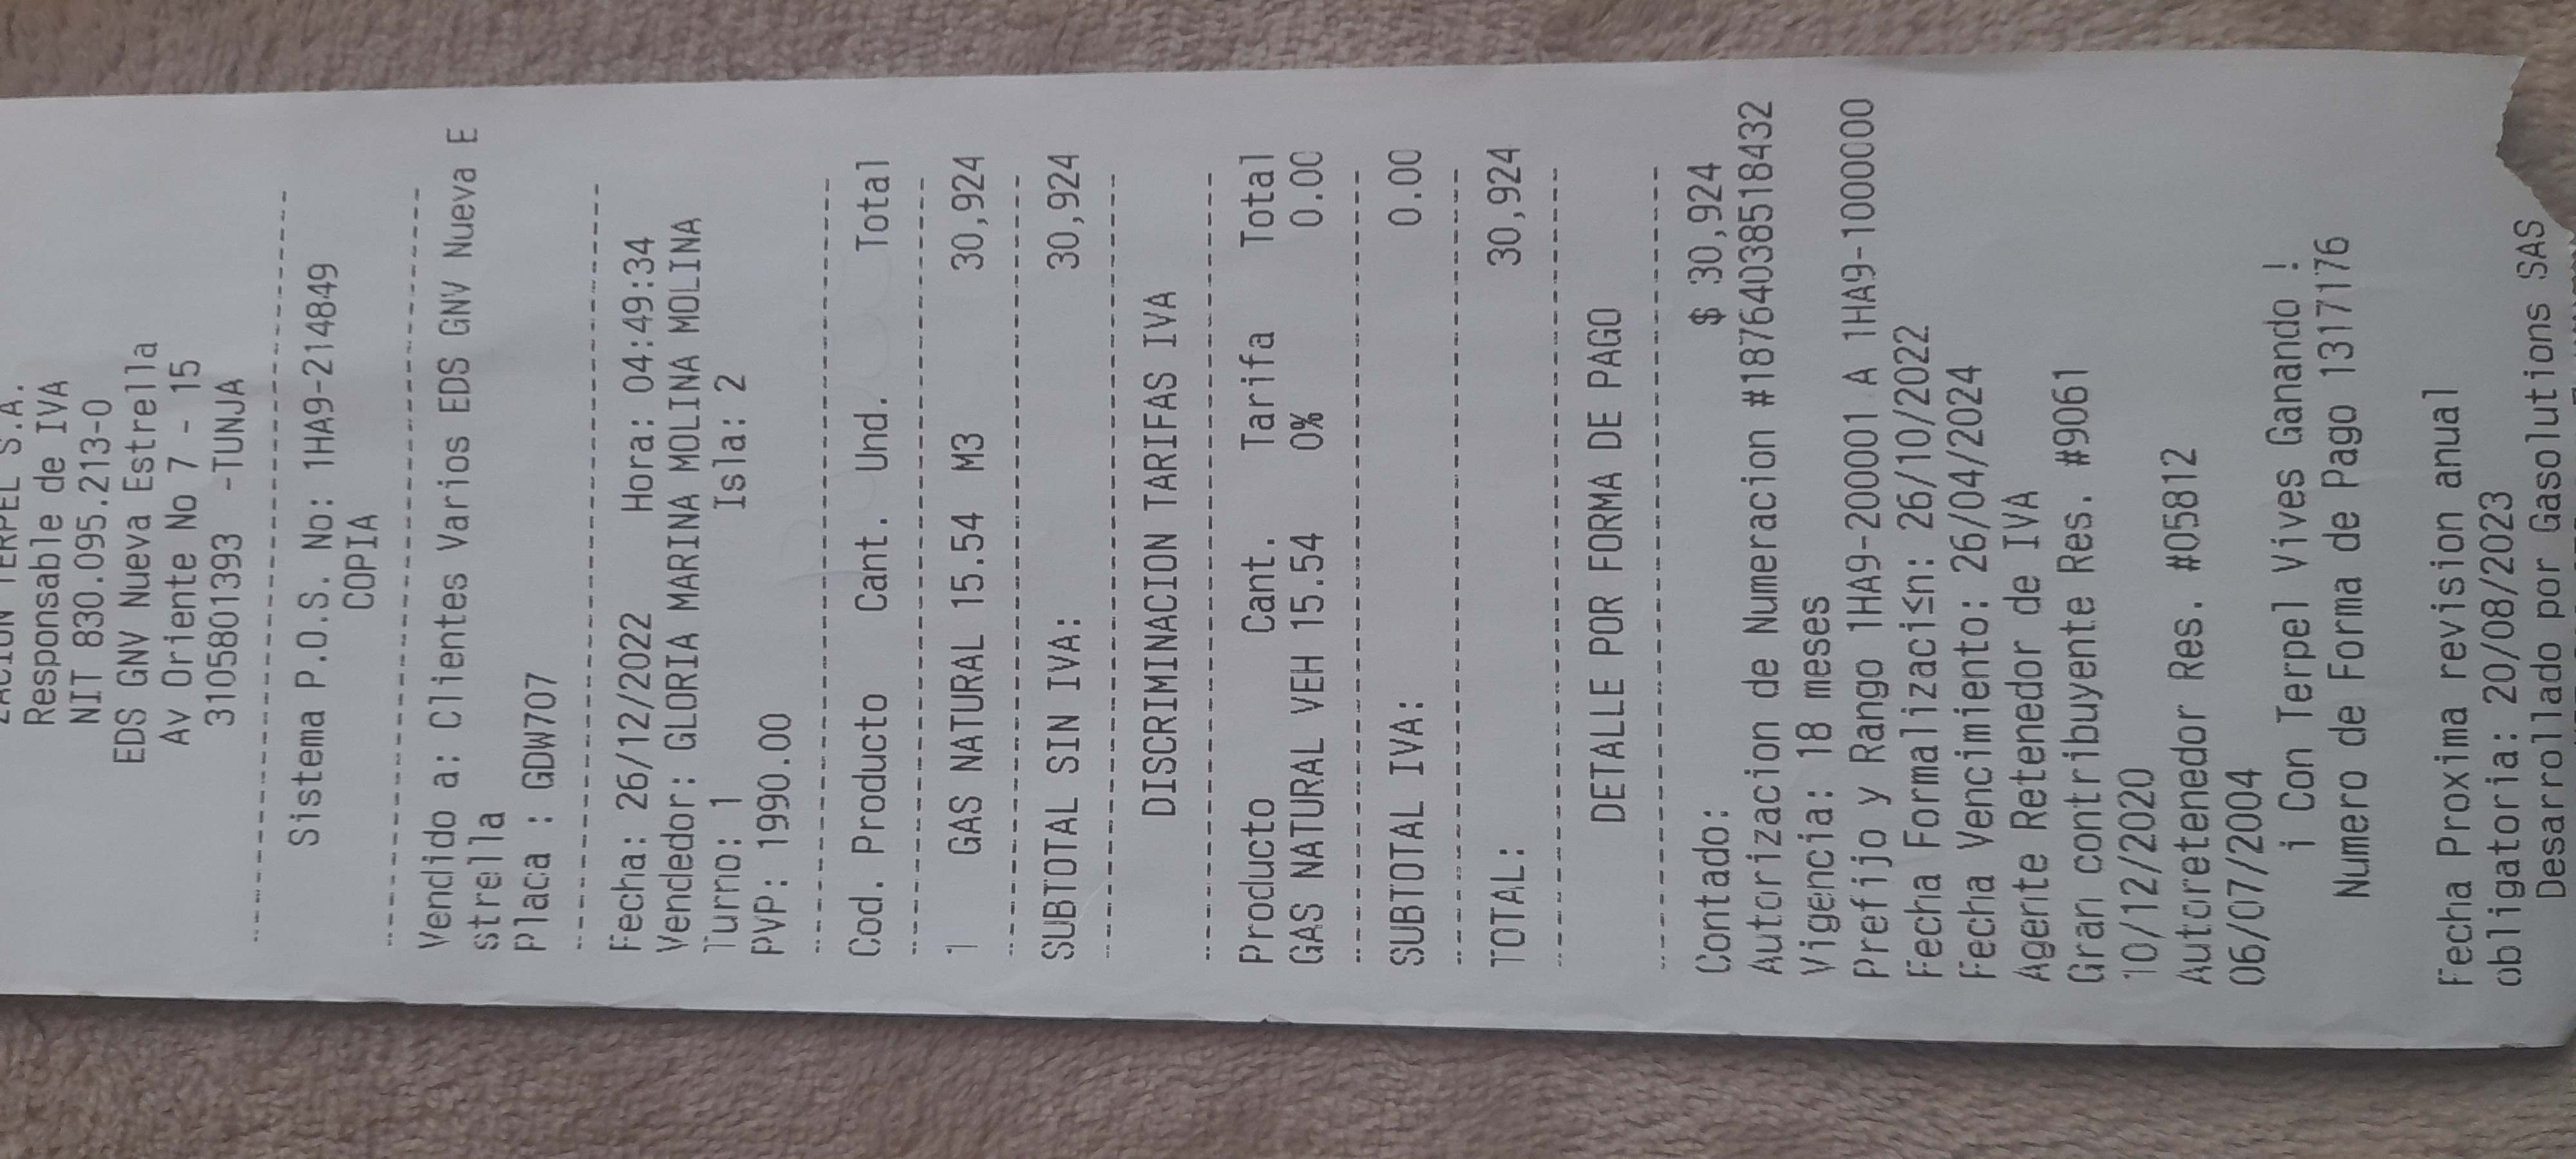 TERPEL S.A.
Responsable de IVA
NIT 830.095.213-0
EDS GNV Nueva Estrella
Av Oriente No 7 - 15
3105801393 -TUNJA
Sistema P.O.S. No: 1HA9-214849
COPIA
Vendido a: Clientes Varios EDS GNV Nueva E
strella
Placa : GDW707
Fecha: 26/12/2022 Hora: 04:49:34
Vendedor: GLORIA MARINA MOLINA MOLINA
Turno: 1 Isla: 2
PVP: 1990.00
Cod. Producto Cant. Und. Total
1 GAS NATURAL 15.54 M3 30,924
SUBTOTAL SIN IVA: 30,924
DISCRIMINACION TARIFAS IVA
Producto Cant. Tarifa Total
GAS NATURAL VEH 15.54 0% 0.00
SUBTOTAL IVA: 0.00
TOTAL: 30,924
DETALLE POR FORMA DE PAGO
Contado: $ 30,924
Autorizacion de Numeracion #18764038518432
Vigencia: 18 meses
Prefijo y Rango 1HA9-200001 A 1HA9-1000000
Fecha Formalizaci≤n: 26/10/2022
Fecha Vencimiento: 26/04/2024
Agente Retenedor de IVA
Gran contribuyente Res. #9061
10/12/2020
Autoretenedor Res. #05812
06/07/2004
¡ Con Terpel Vives Ganando !
Numero de Forma de Pago 1317176
Fecha Proxima revision anual
obligatoria: 20/08/2023
Desarrollado por Gasolutions SAS